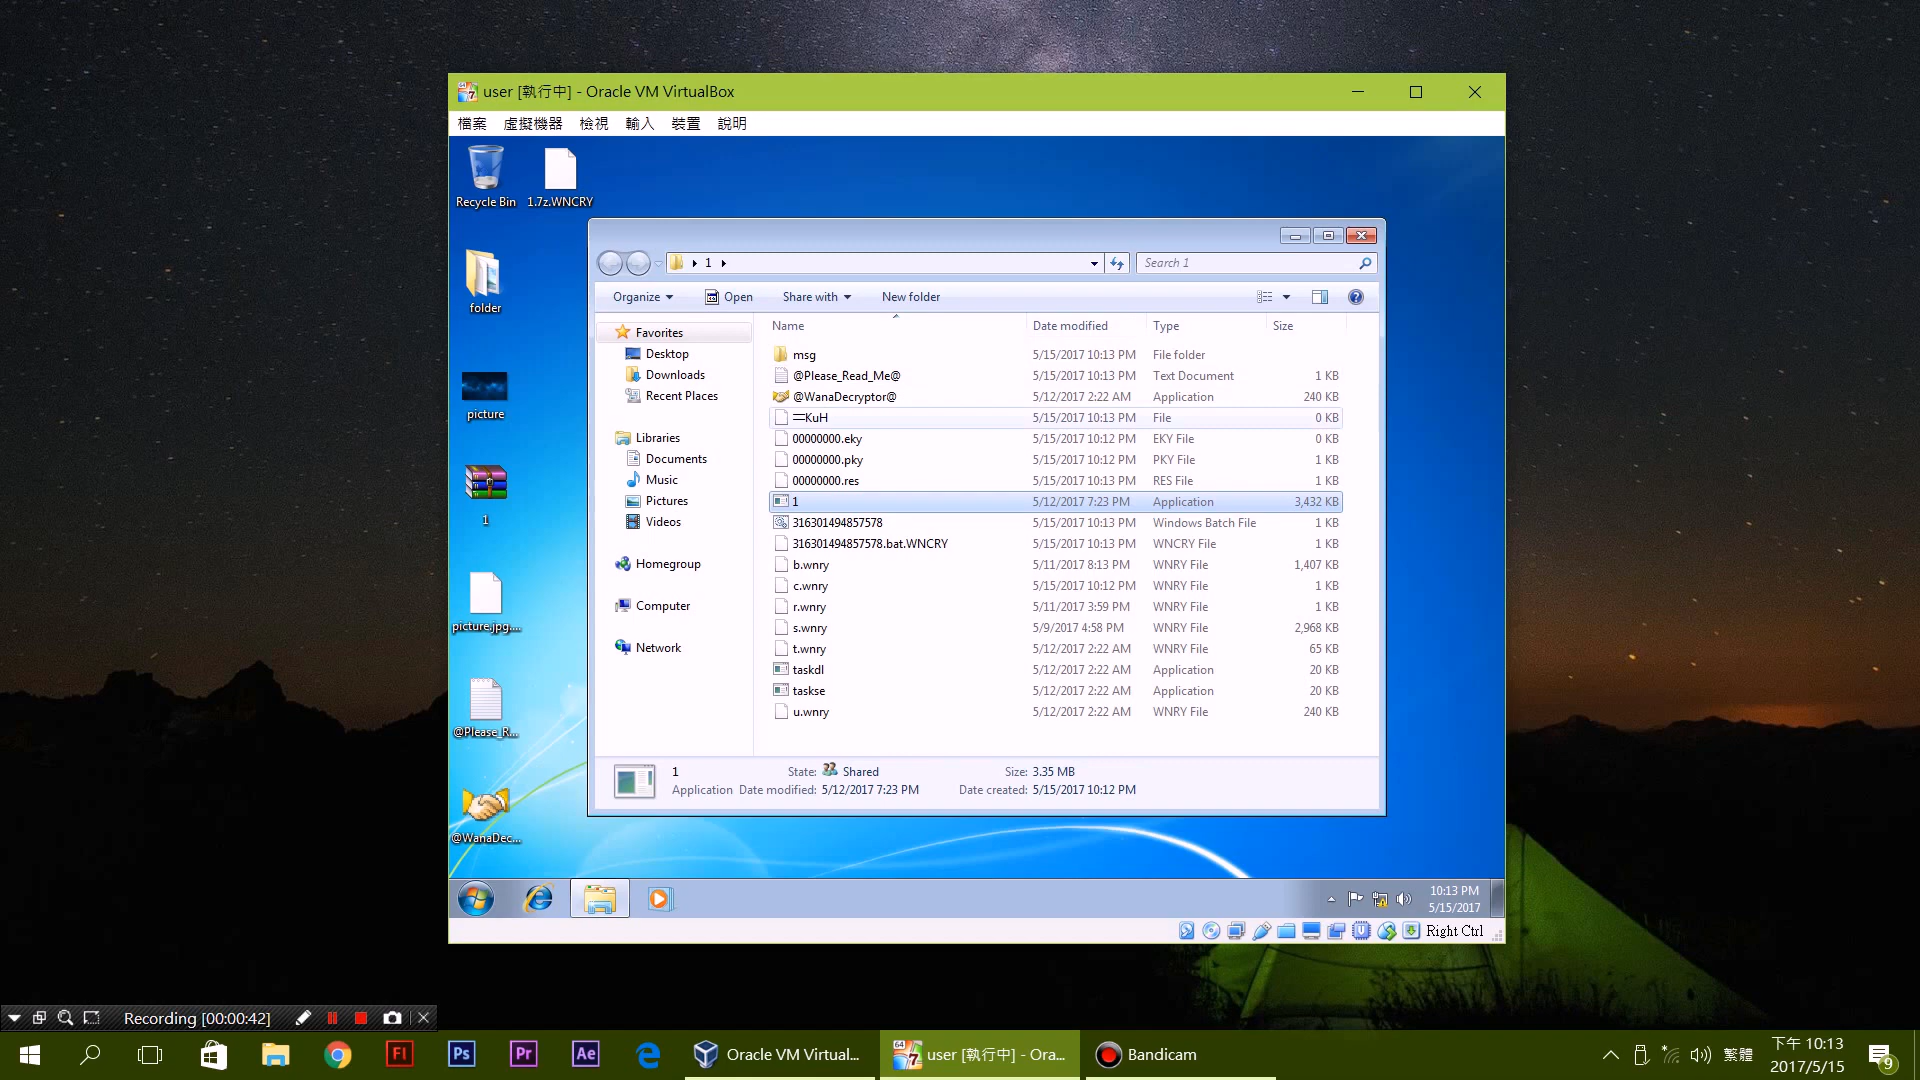 user [執行中] - Oracle VM VirtualBox
檔案 虛擬機器 檢視 輸入 裝置 說明
Recycle Bin
1.7z.WNCRY
folder
picture
1
picture.jpg....
@Please_R...
@WanaDec...
1
Search 1
Organize Open Share with New folder
Name Date modified Type Size
Favorites
Desktop
Downloads
Recent Places
Libraries
Documents
Music
Pictures
Videos
Homegroup
Computer
Network
msg 5/15/2017 10:13 PM File folder
@Please_Read_Me@ 5/15/2017 10:13 PM Text Document 1 KB
@WanaDecryptor@ 5/12/2017 2:22 AM Application 240 KB
KuH 5/15/2017 10:13 PM File 0 KB
00000000.eky 5/15/2017 10:12 PM EKY File 0 KB
00000000.pky 5/15/2017 10:12 PM PKY File 1 KB
00000000.res 5/15/2017 10:13 PM RES File 1 KB
1 5/12/2017 7:23 PM Application 3,432 KB
316301494857578 5/15/2017 10:13 PM Windows Batch File 1 KB
316301494857578.bat.WNCRY 5/15/2017 10:13 PM WNCRY File 1 KB
b.wnry 5/11/2017 8:13 PM WNRY File 1,407 KB
c.wnry 5/15/2017 10:12 PM WNRY File 1 KB
r.wnry 5/11/2017 3:59 PM WNRY File 1 KB
s.wnry 5/9/2017 4:58 PM WNRY File 2,968 KB
t.wnry 5/12/2017 2:22 AM WNRY File 65 KB
taskdl 5/12/2017 2:22 AM Application 20 KB
taskse 5/12/2017 2:22 AM Application 20 KB
u.wnry 5/12/2017 2:22 AM WNRY File 240 KB
1 State: Shared Size: 3.35 MB
Application Date modified: 5/12/2017 7:23 PM Date created: 5/15/2017 10:12 PM
10:13 PM
5/15/2017
Right Ctrl
Recording [00:00:42]
Fl
Ps
Pr
Ae
Oracle VM Virtual...
64
7
user [執行中] - Ora...
Bandicam
繁體
下午 10:13
2017/5/15
9